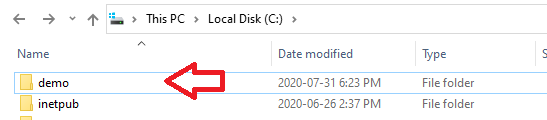 This PC > Local Disk (C:) >
Name Date modified Type
demo 2020-07-31 6:23 PM File folder
inetpub 2020-06-26 2:37 PM File folder